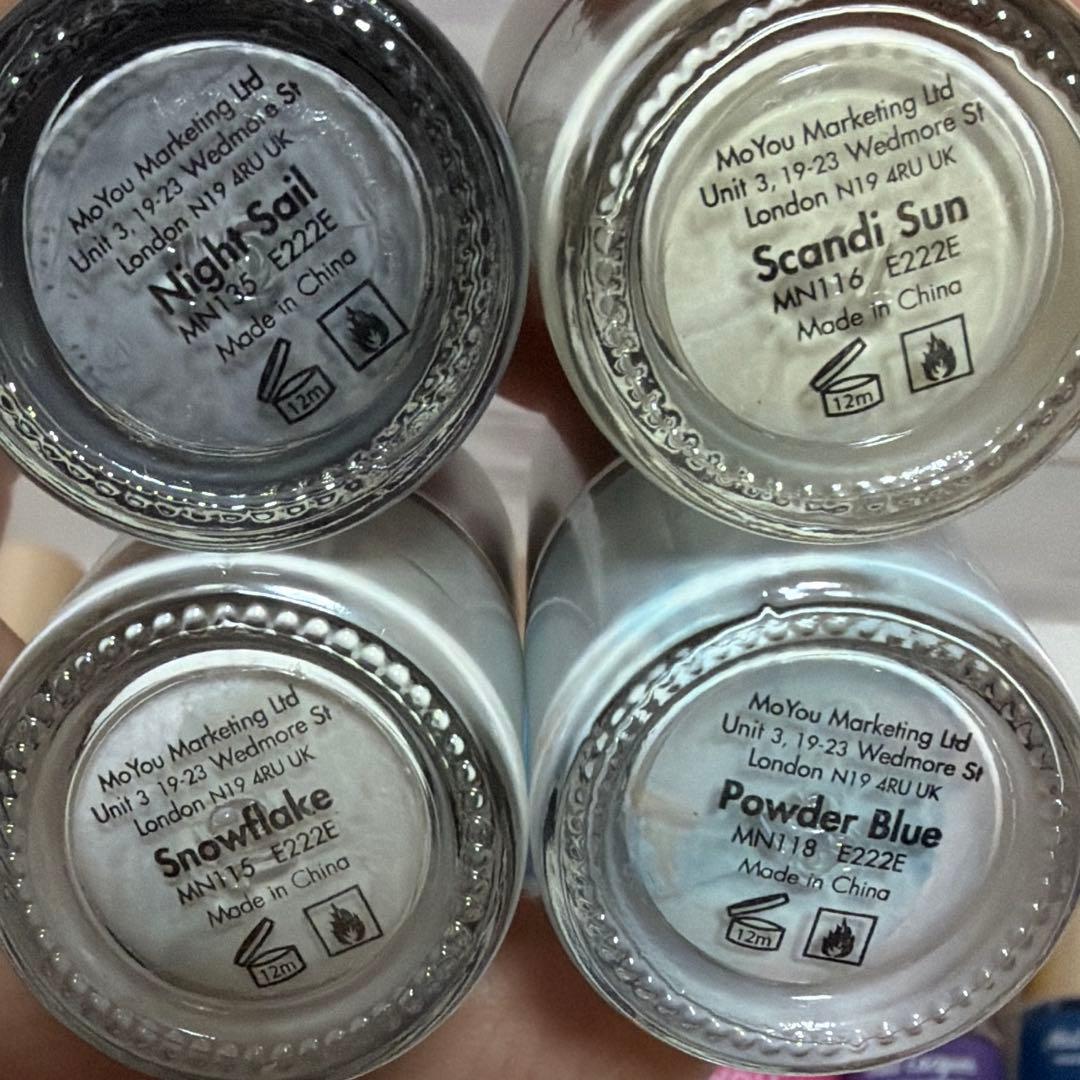 MoYou Marketing Ltd
Unit 3, 19-23 Wedmore St
London N19 4RU UK
Night Sail
MN135 E222E
Made in China
12m
MoYou Marketing Ltd
Unit 3, 19-23 Wedmore St
London N19 4RU UK
Scandi Sun
MN116 E222E
Made in China
12m
MoYou Marketing Ltd
Unit 3 19-23 Wedmore St
London N19 4RU UK
Snowflake
MN115 E222E
Made in China
12m
MoYou Marketing Ltd
Unit 3, 19-23 Wedmore St
London N19 4RU UK
Powder Blue
MN118 E222E
Made in China
12m